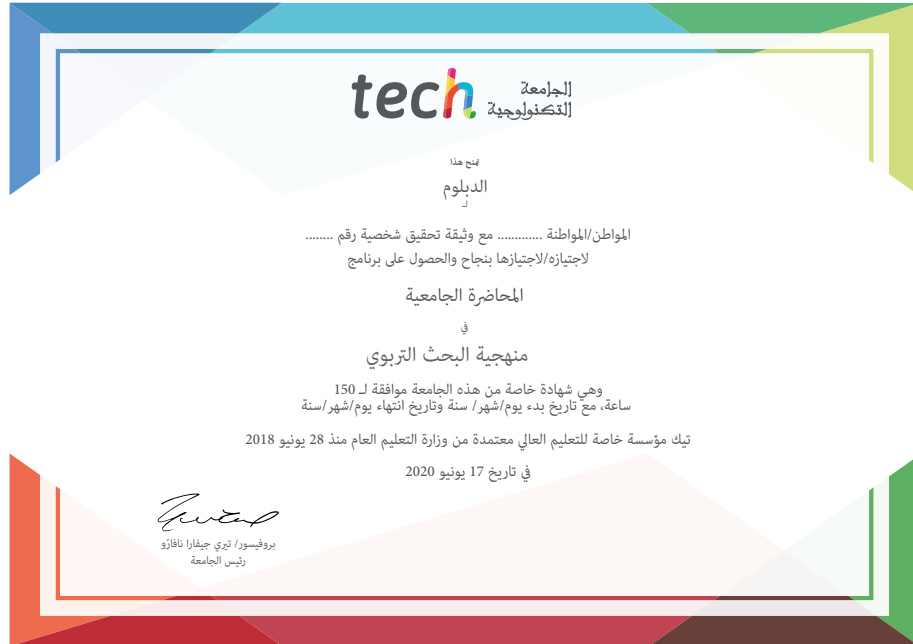 tech الجامعة
التكنولوجية
تمنح هذا
الدبلوم
لـ
المواطن/المواطنة ............. مع وثيقة تحقيق شخصية رقم ........
لاجتيازه/لاجتيازها بنجاح والحصول على برنامج
المحاضرة الجامعية
في
منهجية البحث التربوي
وهي شهادة خاصة من هذه الجامعة موافقة لـ 150
ساعة، مع تاريخ بدء يوم/شهر/ سنة وتاريخ انتهاء يوم/شهر/سنة
تيك مؤسسة خاصة للتعليم العالي معتمدة من وزارة التعليم العام منذ 28 يونيو 2018
في تاريخ 17 يونيو 2020
بروفيسور/ تيري جيفارا نافارّو
رئيس الجامعة